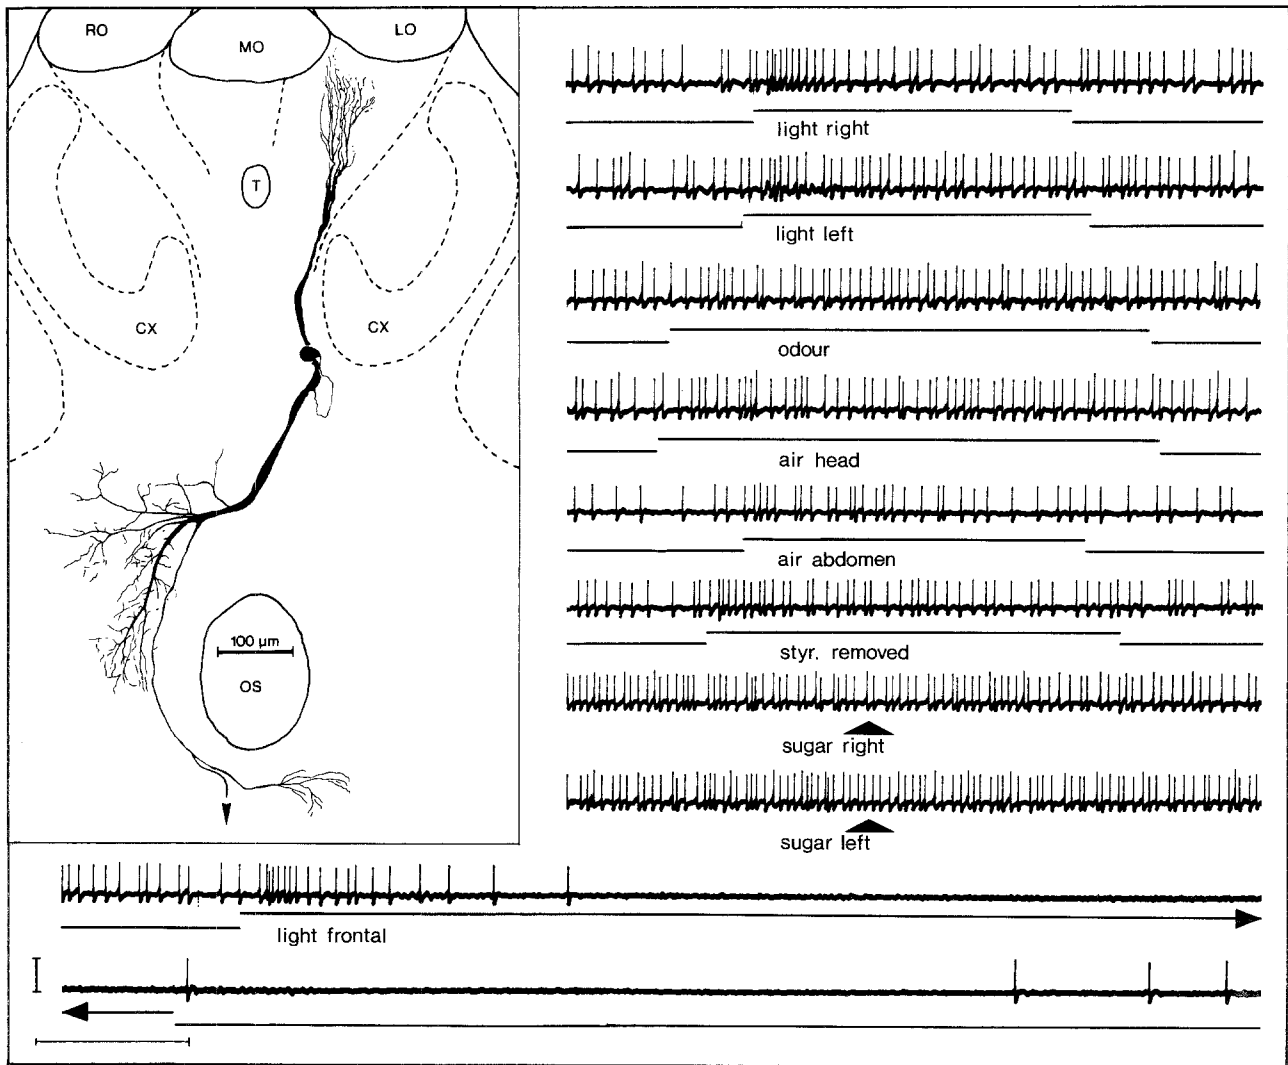 RO
MO
LO
T
CX
CX
100 µm
OS
light right
light left
odour
air head
air abdomen
styr. removed
sugar right
sugar left
light frontal